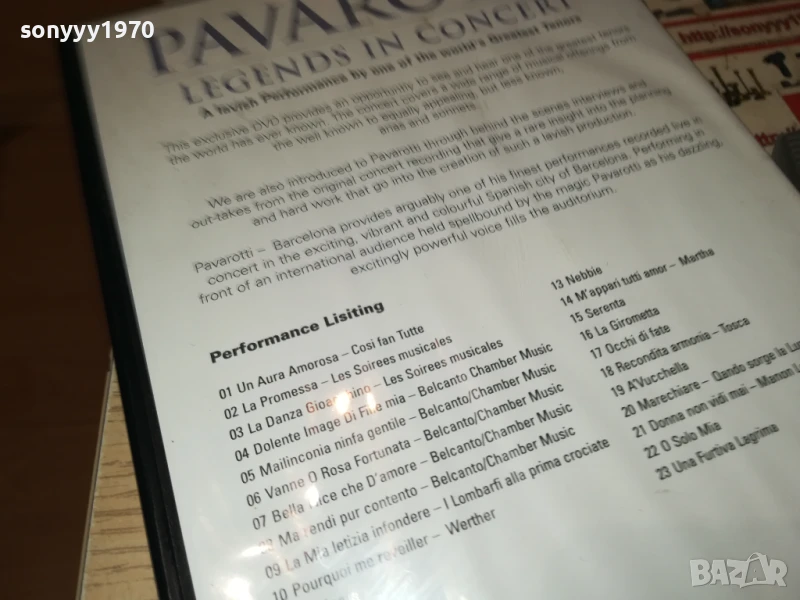 sonyyy1970
PAVARO
LEGENDS IN CONCERT
A lavish Performance by one of the world's Greatest Tenors
This exclusive DVD provides an opportunity to see and hear one of the greatest tenors
the world has ever known. The concert covers a wide range of musical offerings from
the well known to equally appealing, but less known,
arias and sonnets.
We are also introduced to Pavarotti through behind the scenes interviews and
out-takes from the original concert recording that give a rare insight into the planning
and hard work that go into the creation of such a lavish production.
Pavarotti – Barcelona provides arguably one of his finest performances recorded live in
concert in the exciting, vibrant and colourful Spanish city of Barcelona. Performing in
front of an international audience held spellbound by the magic Pavarotti as his dazzling,
excitingly powerful voice fills the auditorium.
Performance Lisiting
01 Un Aura Amorosa – Cosi fan Tutte
02 La Promessa – Les Soirees musicales
03 La Danza – Les Soirees musicales
04 Dolente Image Di Fille mia – Belcanto Chamber Music
05 Mailinconia ninfa gentile – Belcanto/Chamber Music
06 Vanne O Rosa Fortunata – Belcanto/Chamber Music
07 Bella Nice che D'amore – Belcanto/Chamber Music
08 Ma rendi pur contento – Belcanto/Chamber Music
09 La Mia letizia infondere – I Lombarfi alla prima crociate
10 Pourquoi me reveiller – Werther
13 Nebbie
14 M'appari tutti amor – Martha
15 Serenta
16 La Girometta
17 Occhi di fate
18 Recondita armonia – Tosca
19 A'Vucchella
20 Marechiare – Qando sorge la Lun
21 Donna non vidi mai – Manon L
22 O Solo Mia
23 Una Furtiva Lagrima
http://sonyyy1
BAZAR